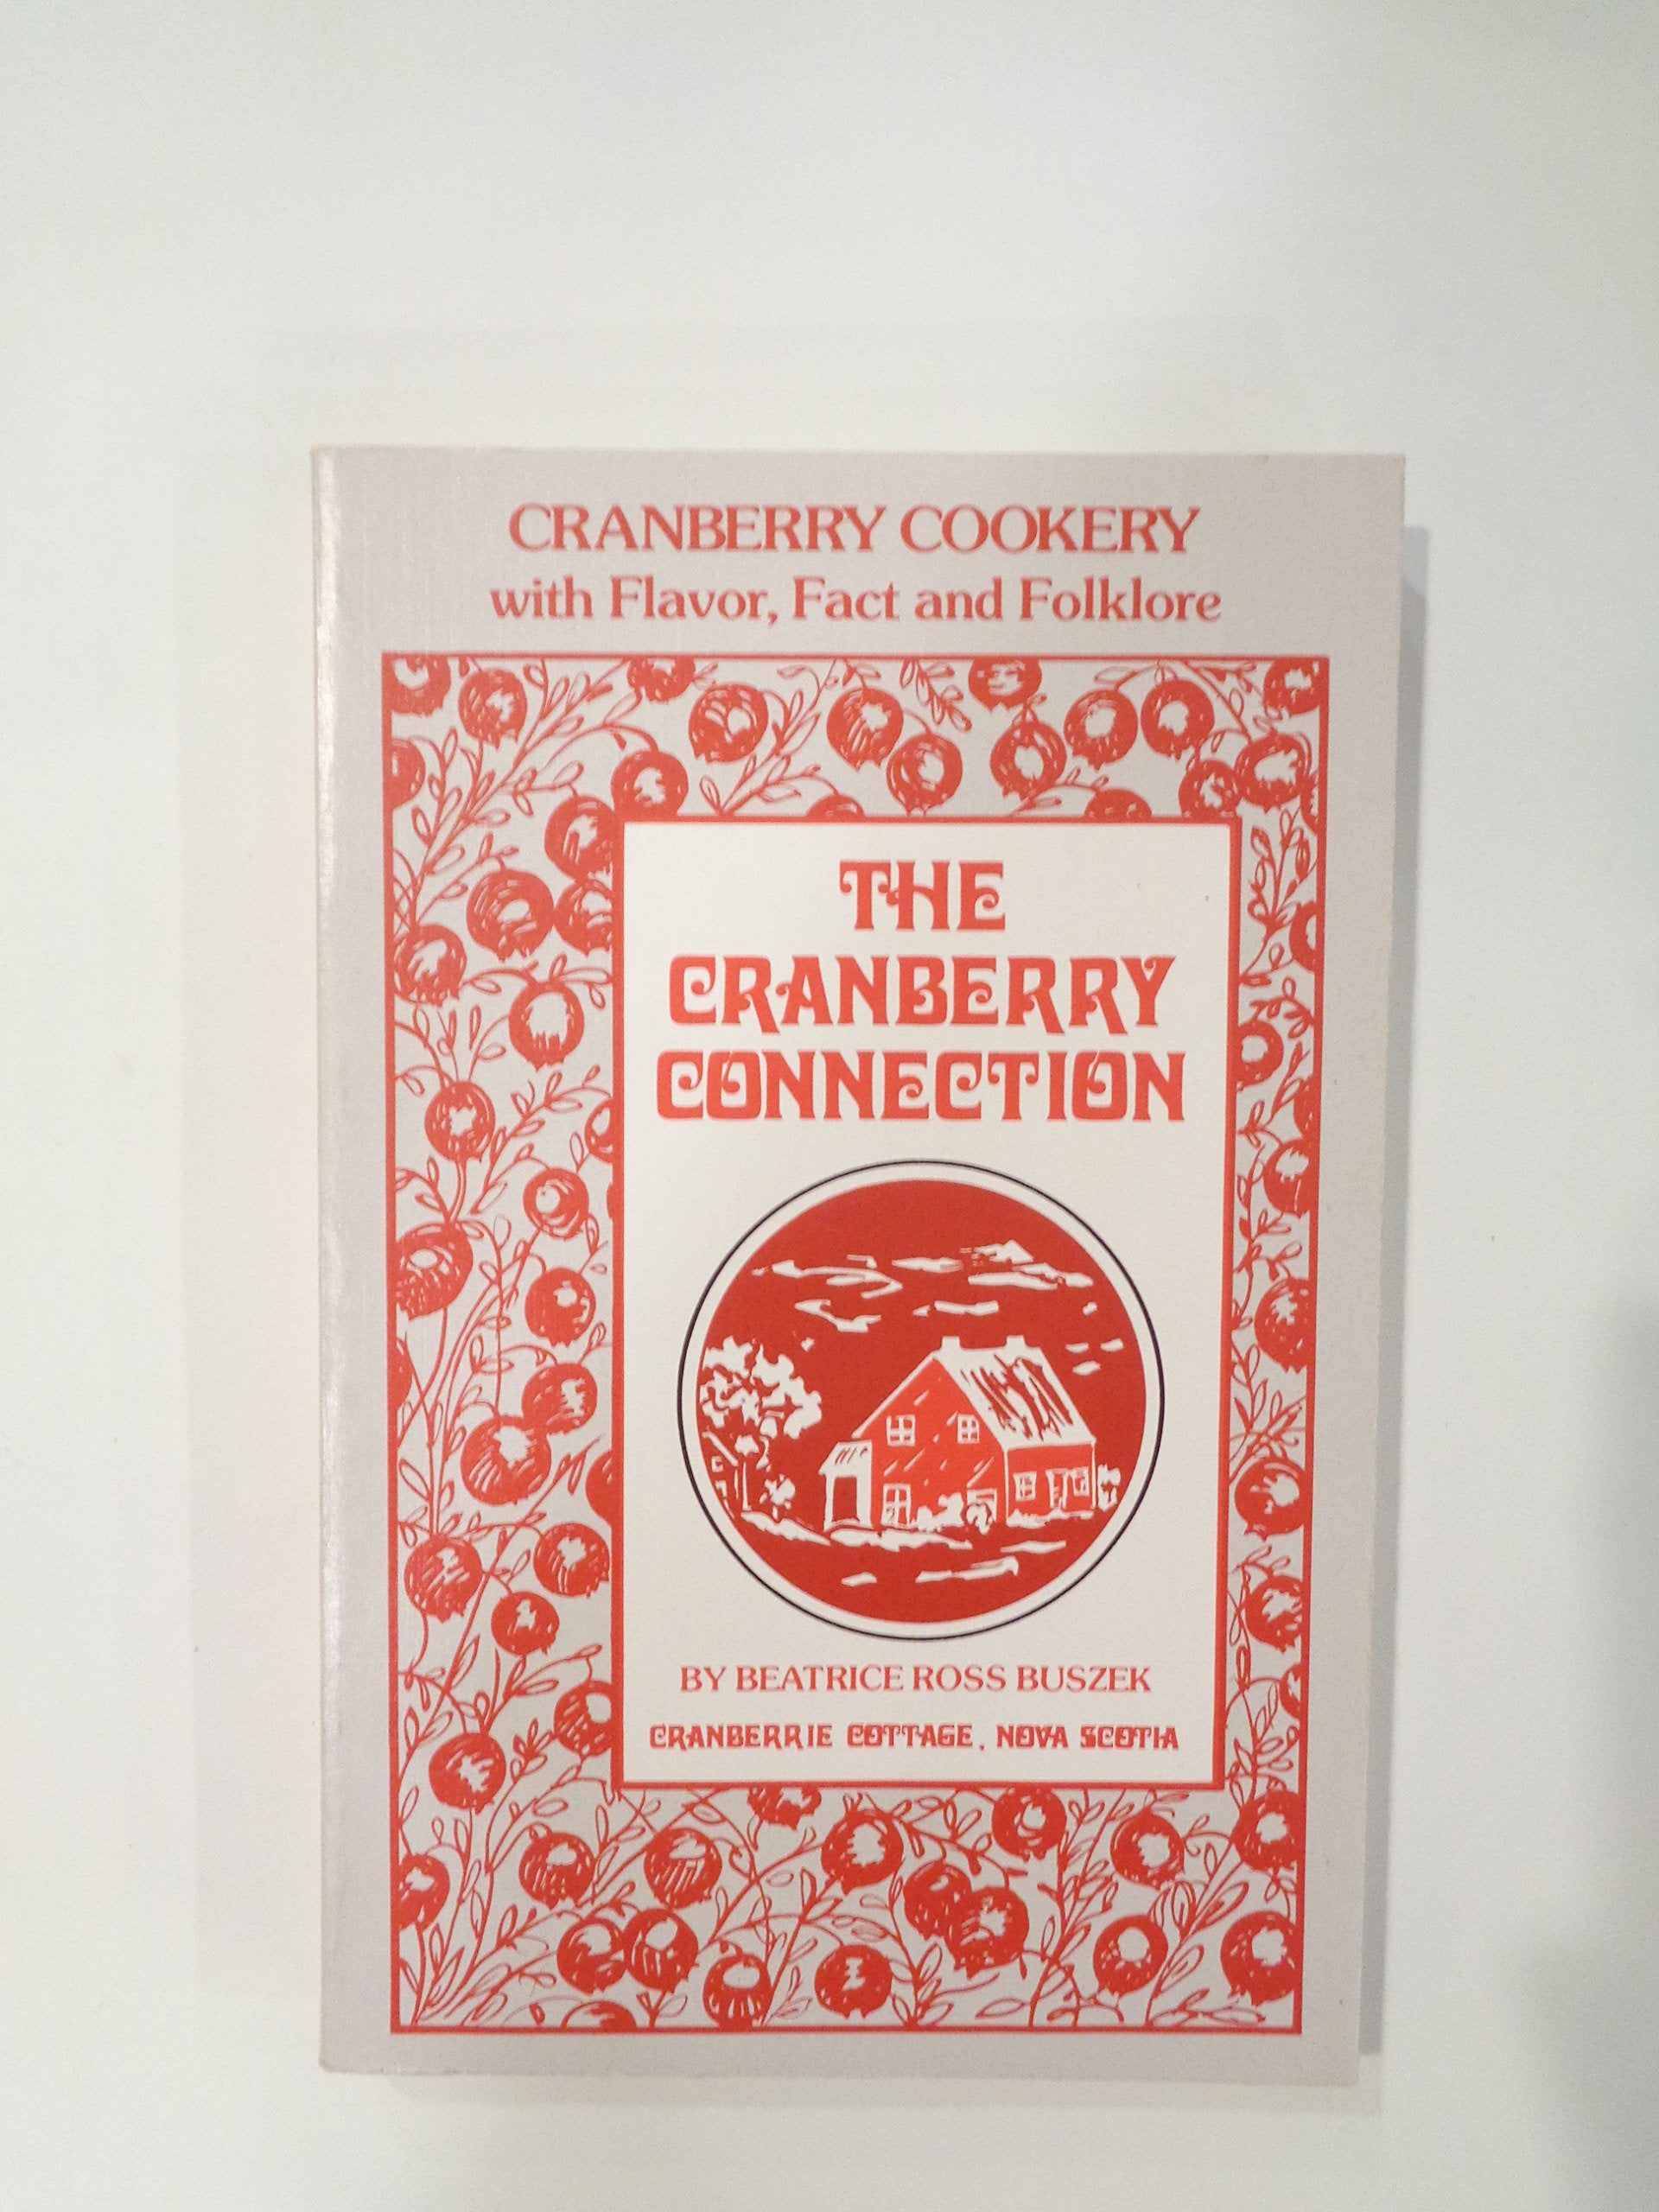 CRANBERRY COOKERY
with Flavor, Fact and Folklore
THE
CRANBERRY
CONNECTION
BY BEATRICE ROSS BUSZEK
CRANBERRIE COTTAGE, NOVA SCOTIA